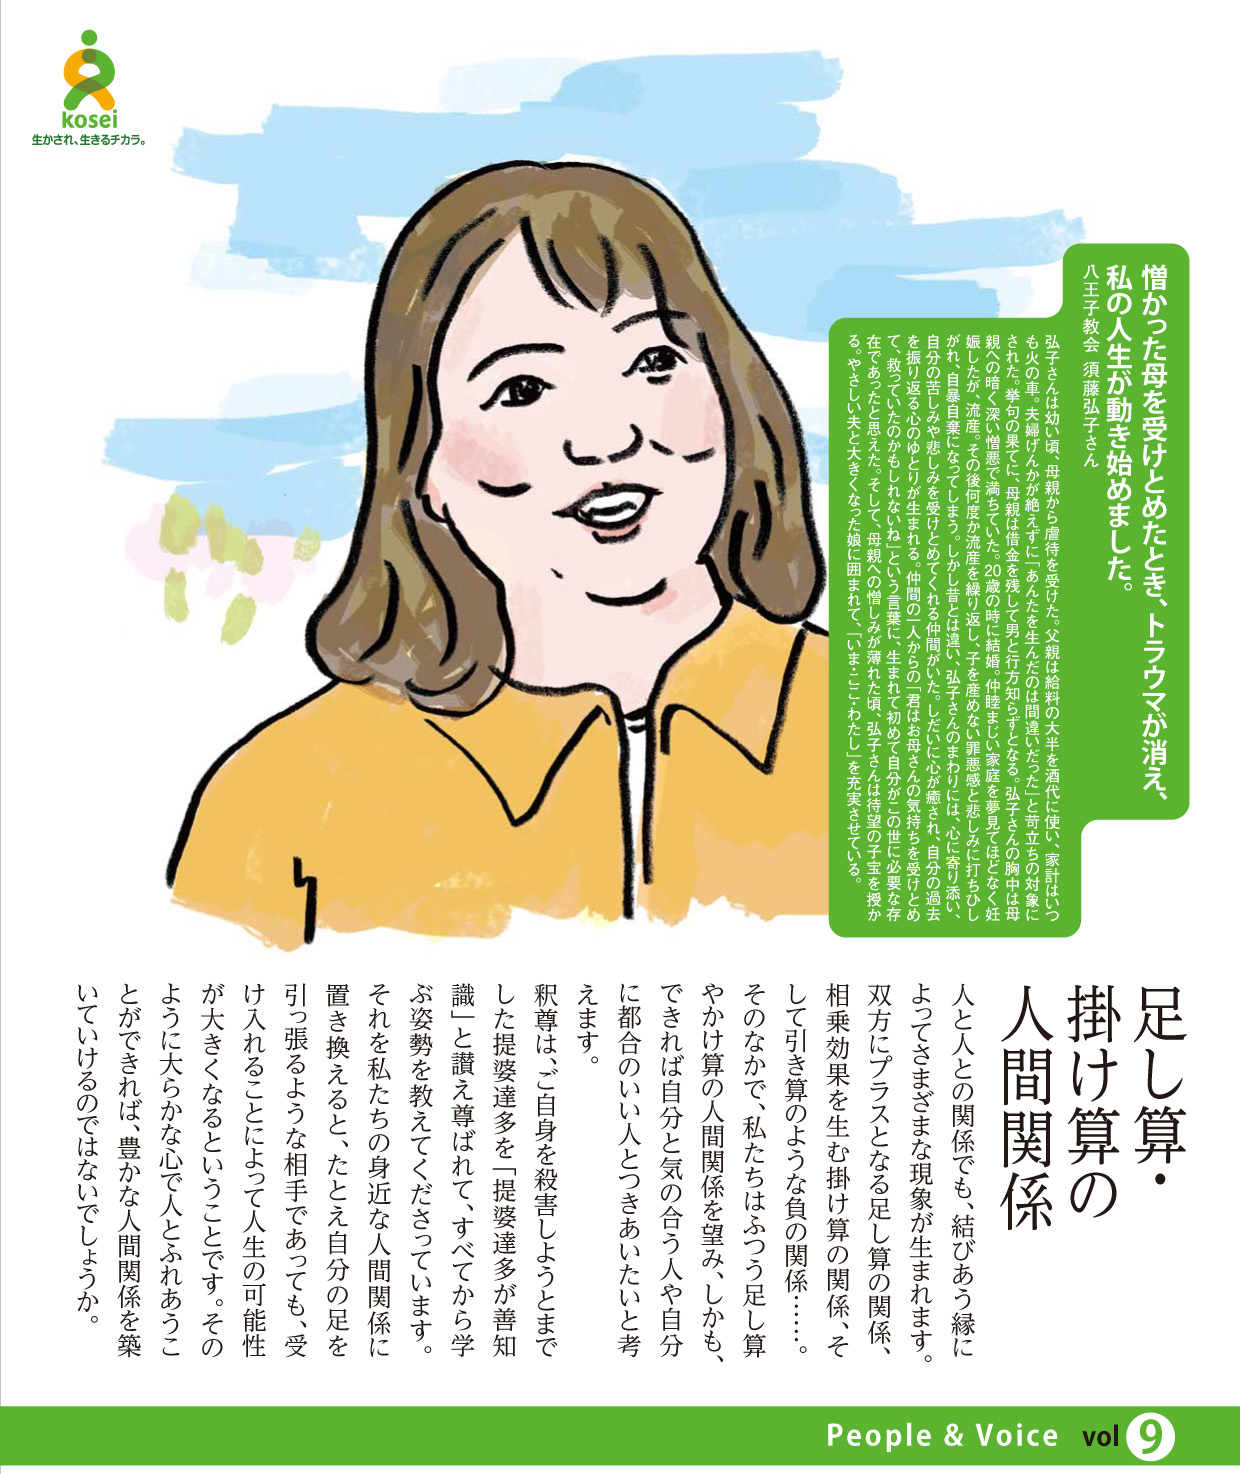 kosei
生かされ、生きるチカラ。
憎かった母を受けとめたとき、トラウマが消え、
私の人生が動き始めました。
八王子教会 須藤弘子さん
弘子さんは幼い頃、母親から虐待を受けた。父親は給料の大半を酒代に使い、家計はいつ
も火の車。夫婦げんかが絶えずに「あんたを生んだのは間違いだった」と苛立ちの対象に
された。挙句の果てに、母親は借金を残して男と行方知らずとなる。弘子さんの胸中は母
親への暗く深い憎悪で満ちていた。20歳の時に結婚。仲睦まじい家庭を夢見てほどなく妊
娠したが、流産。その後何度か流産を繰り返し、子を産めない罪悪感と悲しみに打ちひし
がれ、自暴自棄になってしまう。しかし昔とは違い、弘子さんのまわりには、心に寄り添い、
自分の苦しみや悲しみを受けとめてくれる仲間がいた。しだいに心が癒され、自分の過去
を振り返る心のゆとりが生まれる。仲間の一人からの「君はお母さんの気持ちを受けとめ
て、救っていたのかもしれないね」という言葉に、生まれて初めて自分がこの世に必要な存
在であったと思えた。そして、母親への憎しみが薄れた頃、弘子さんは待望の子宝を授か
る。やさしい夫と大きくなった娘に囲まれて、「いま・ここ・わたし」を充実させている。
足し算・
掛け算の
人間関係
人と人との関係でも、結びあう縁に
よってさまざまな現象が生まれます。
双方にプラスとなる足し算の関係、
相乗効果を生む掛け算の関係、そ
して引き算のような負の関係……。
そのなかで、私たちはふつう足し算
やかけ算の人間関係を望み、しかも、
できれば自分と気の合う人や自分
に都合のいい人とつきあいたいと考
えます。
釈尊は、ご自身を殺害しようとまで
した提婆達多を「提婆達多が善知
識」と讃え尊ばれて、すべてから学
ぶ姿勢を教えてくださっています。
それを私たちの身近な人間関係に
置き換えると、たとえ自分の足を
引っ張るような相手であっても、受
け入れることによって人生の可能性
が大きくなるということです。その
ように大らかな心で人とふれあうこ
とができれば、豊かな人間関係を築
いていけるのではないでしょうか。
People & Voice vol 9